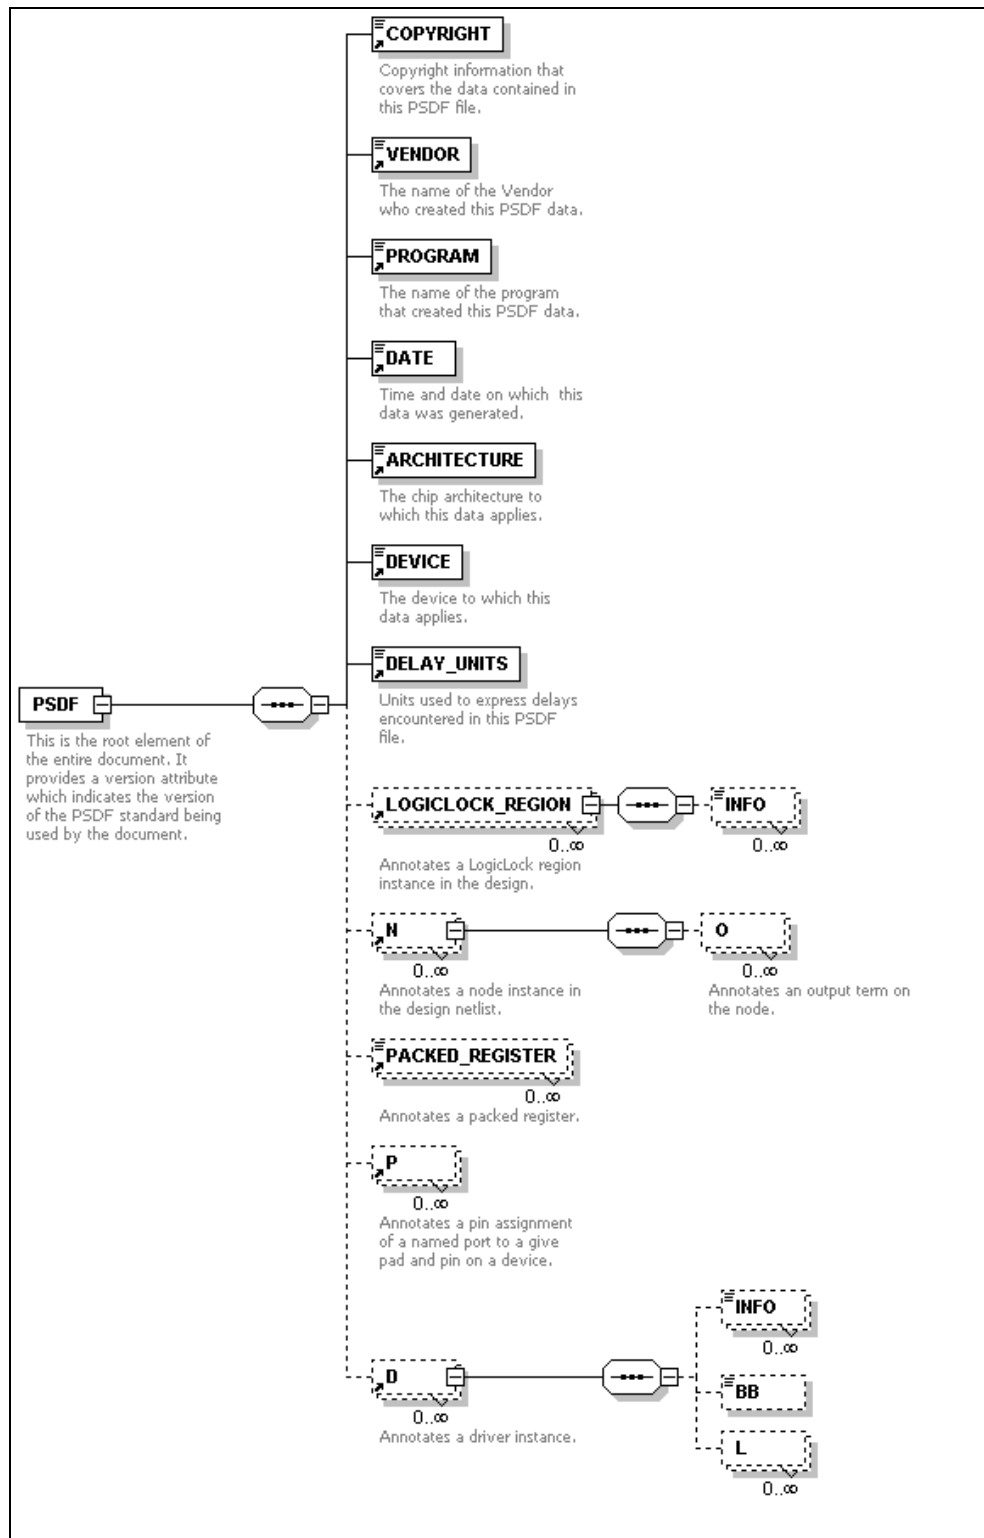 COPYRIGHT
Copyright information that
covers the data contained in
this PSDF file.
VENDOR
The name of the Vendor
who created this PSDF data.
PROGRAM
The name of the program
that created this PSDF data.
DATE
Time and date on which this
data was generated.
ARCHITECTURE
The chip architecture to
which this data applies.
DEVICE
The device to which this
data applies.
DELAY_UNITS
Units used to express delays
encountered in this PSDF
file.
PSDF
This is the root element of
the entire document. It
provides a version attribute
which indicates the version
of the PSDF standard being
used by the document.
LOGICLOCK_REGION
0..∞
Annotates a LogicLock region
instance in the design.
INFO
0..∞
N
0..∞
Annotates a node instance in
the design netlist.
O
0..∞
Annotates an output term on
the node.
PACKED_REGISTER
0..∞
Annotates a packed register.
P
0..∞
Annotates a pin assignment
of a named port to a give
pad and pin on a device.
D
0..∞
Annotates a driver instance.
INFO
0..∞
BB
L
0..∞